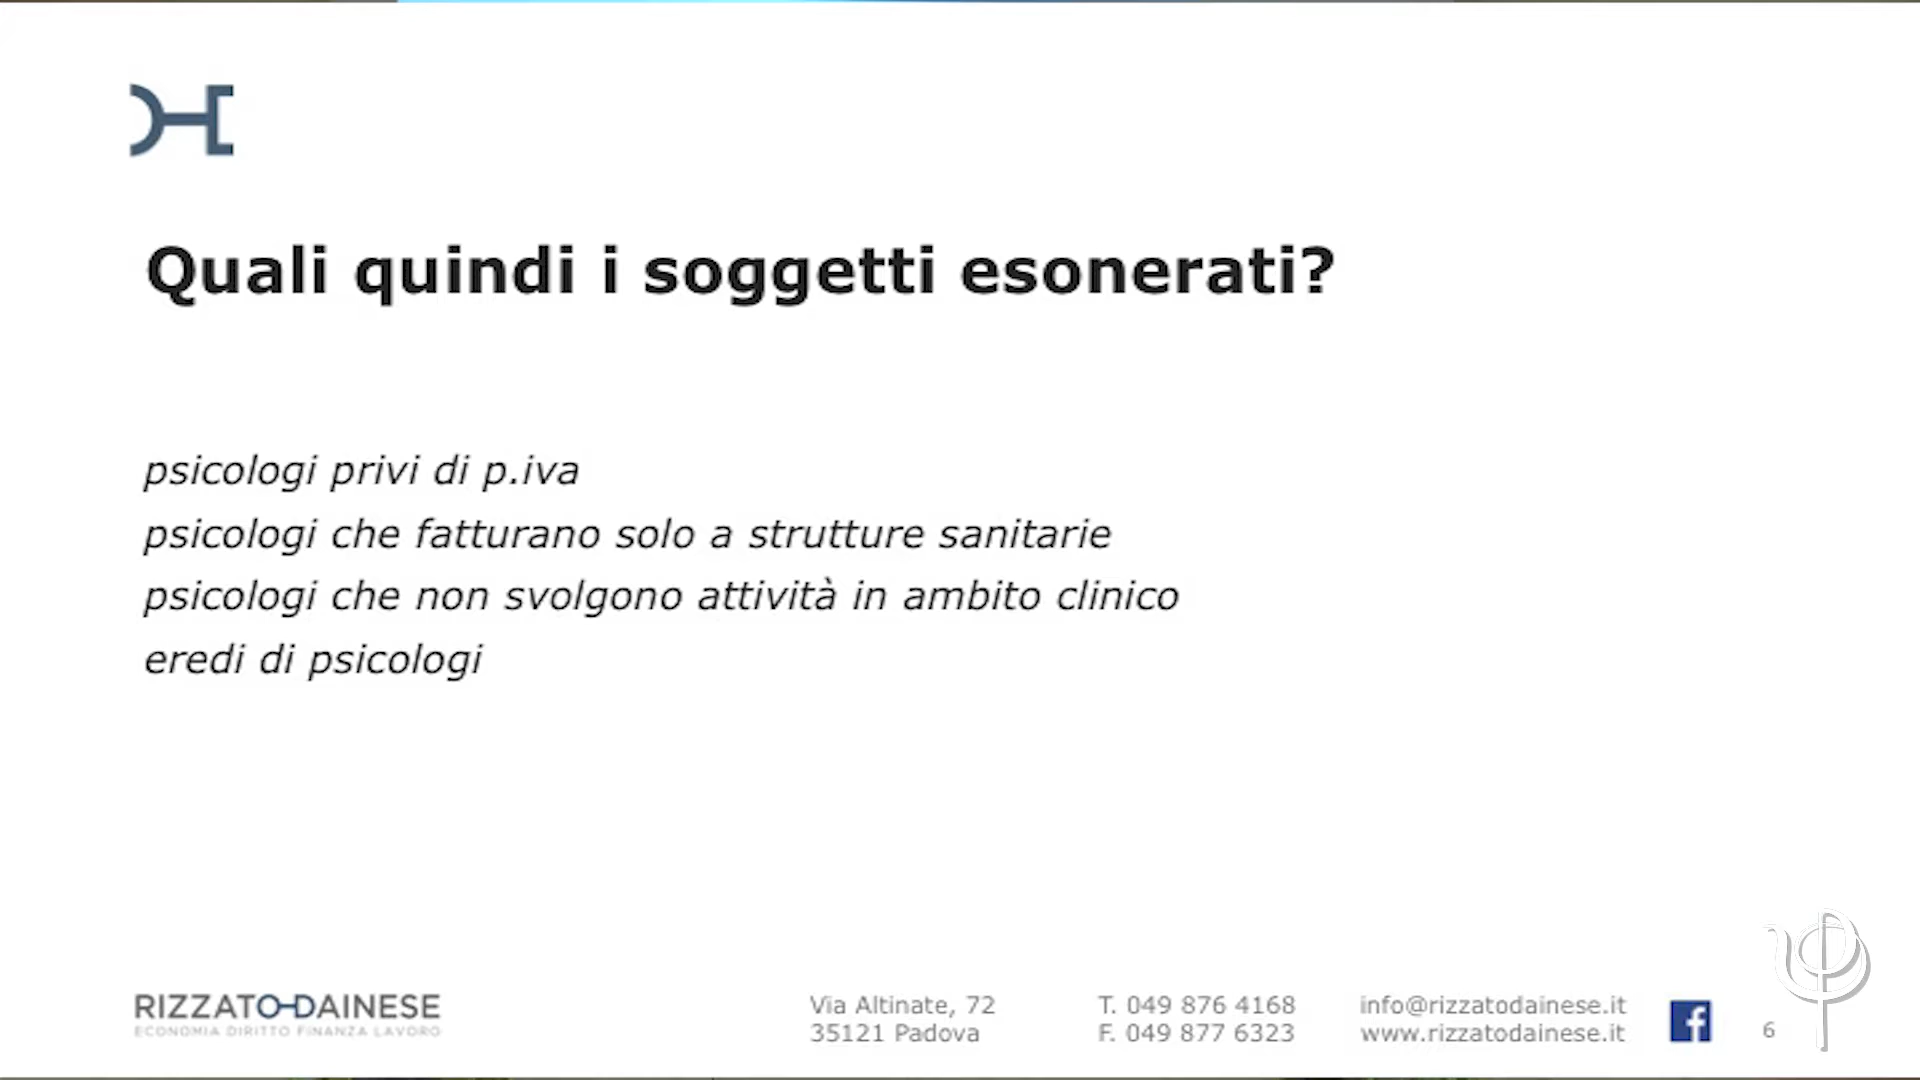 Quali quindi i soggetti esonerati?
psicologi privi di p.iva
psicologi che fatturano solo a strutture sanitarie
psicologi che non svolgono attività in ambito clinico
eredi di psicologi
RIZZATO-DAINESE
ECONOMIA DIRITTO FINANZA LAVORO
Via Altinate, 72
35121 Padova
T. 049 876 4168
F. 049 877 6323
info@rizzatodainese.it
www.rizzatodainese.it
6